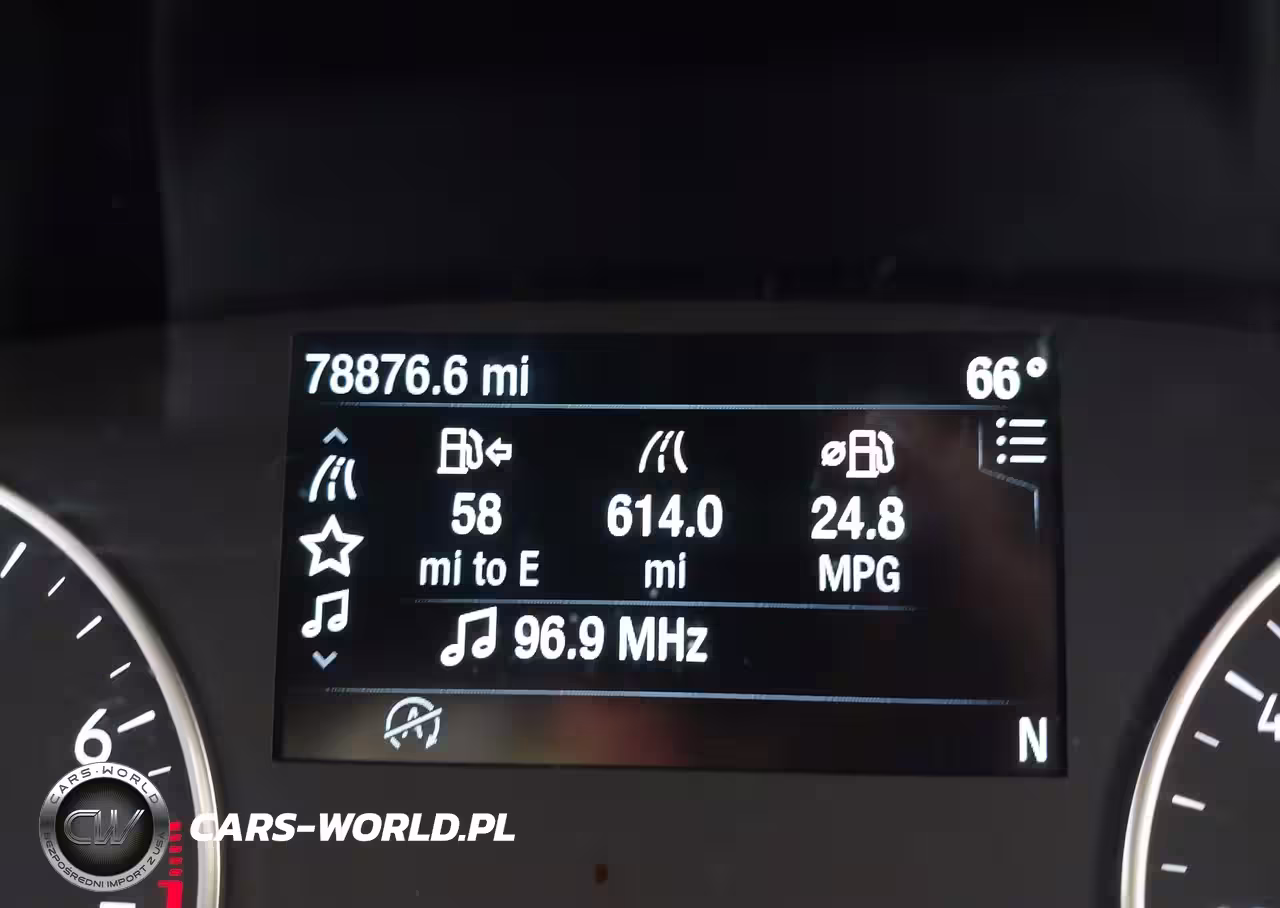 78876.6 mi 66°
58 614.0 24.8
mi to E mi MPG
96.9 MHz
A
N
6
4
CARS-WORLD
CW
BEZPOŚREDNI IMPORT Z USA
CARS-WORLD.PL